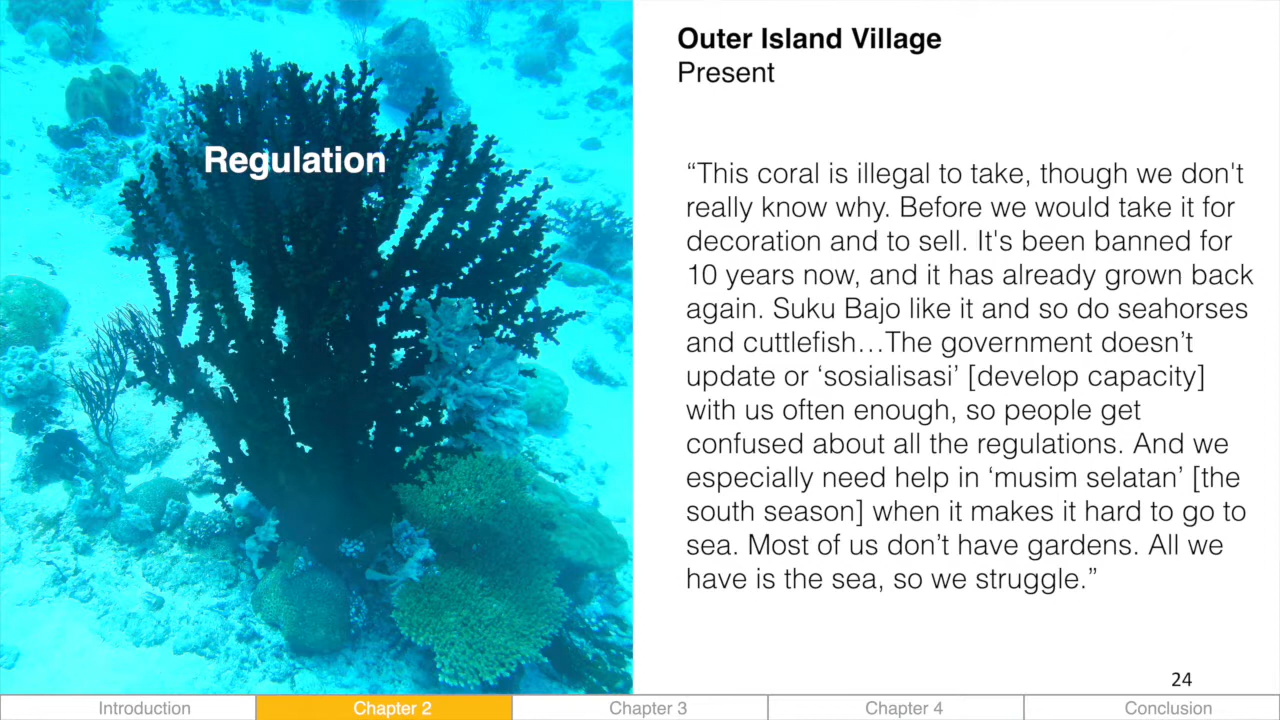 Regulation
Outer Island Village
Present
“This coral is illegal to take, though we don't
really know why. Before we would take it for
decoration and to sell. It's been banned for
10 years now, and it has already grown back
again. Suku Bajo like it and so do seahorses
and cuttlefish…The government doesn’t
update or ‘sosialisasi’ [develop capacity]
with us often enough, so people get
confused about all the regulations. And we
especially need help in ‘musim selatan’ [the
south season] when it makes it hard to go to
sea. Most of us don’t have gardens. All we
have is the sea, so we struggle.”
24
Introduction
Chapter 2
Chapter 3
Chapter 4
Conclusion